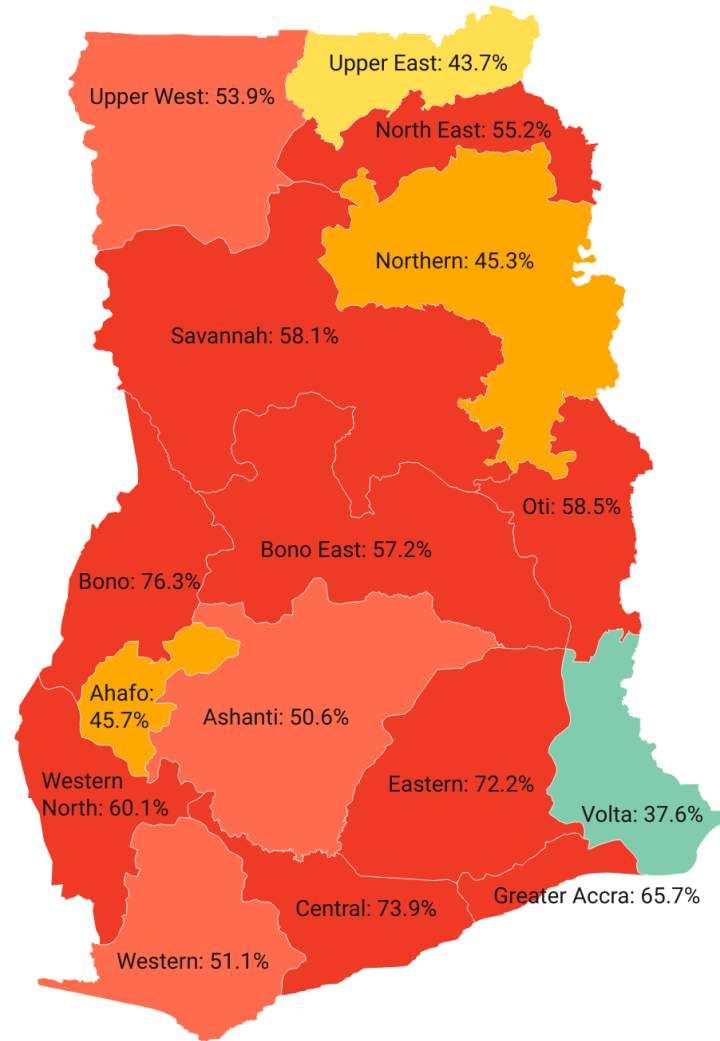 Upper East: 43.7%
Upper West: 53.9%
North East: 55.2%
Northern: 45.3%
Savannah: 58.1%
Oti: 58.5%
Bono East: 57.2%
Bono: 76.3%
Ahafo:
45.7%
Ashanti: 50.6%
Western
North: 60.1%
Eastern: 72.2%
Volta: 37.6%
Greater Accra: 65.7%
Central: 73.9%
Western: 51.1%